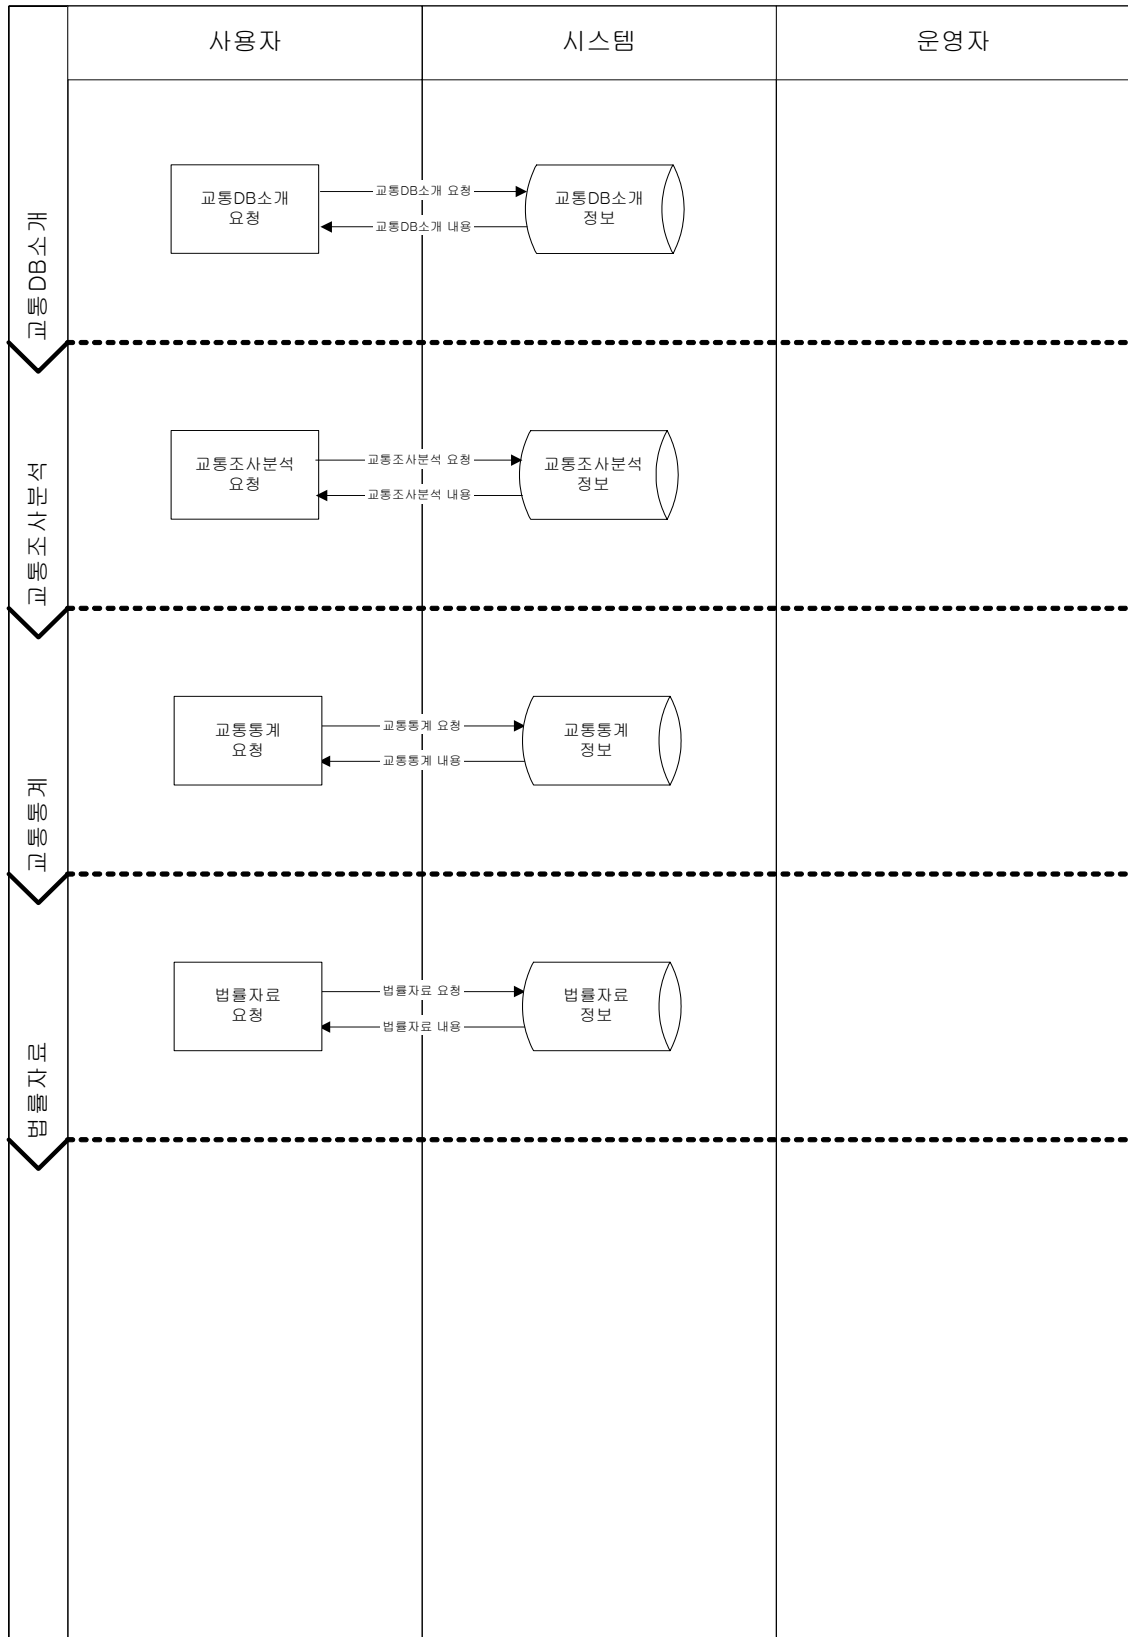 사용자
시스템
운영자
교통DB소개
교통DB소개
요청
교통DB소개 요청
교통DB소개 내용
교통DB소개
정보
교통조사분석
교통조사분석
요청
교통조사분석 요청
교통조사분석 내용
교통조사분석
정보
교통통계
교통통계
요청
교통통계 요청
교통통계 내용
교통통계
정보
법률자료
법률자료
요청
법률자료 요청
법률자료 내용
법률자료
정보